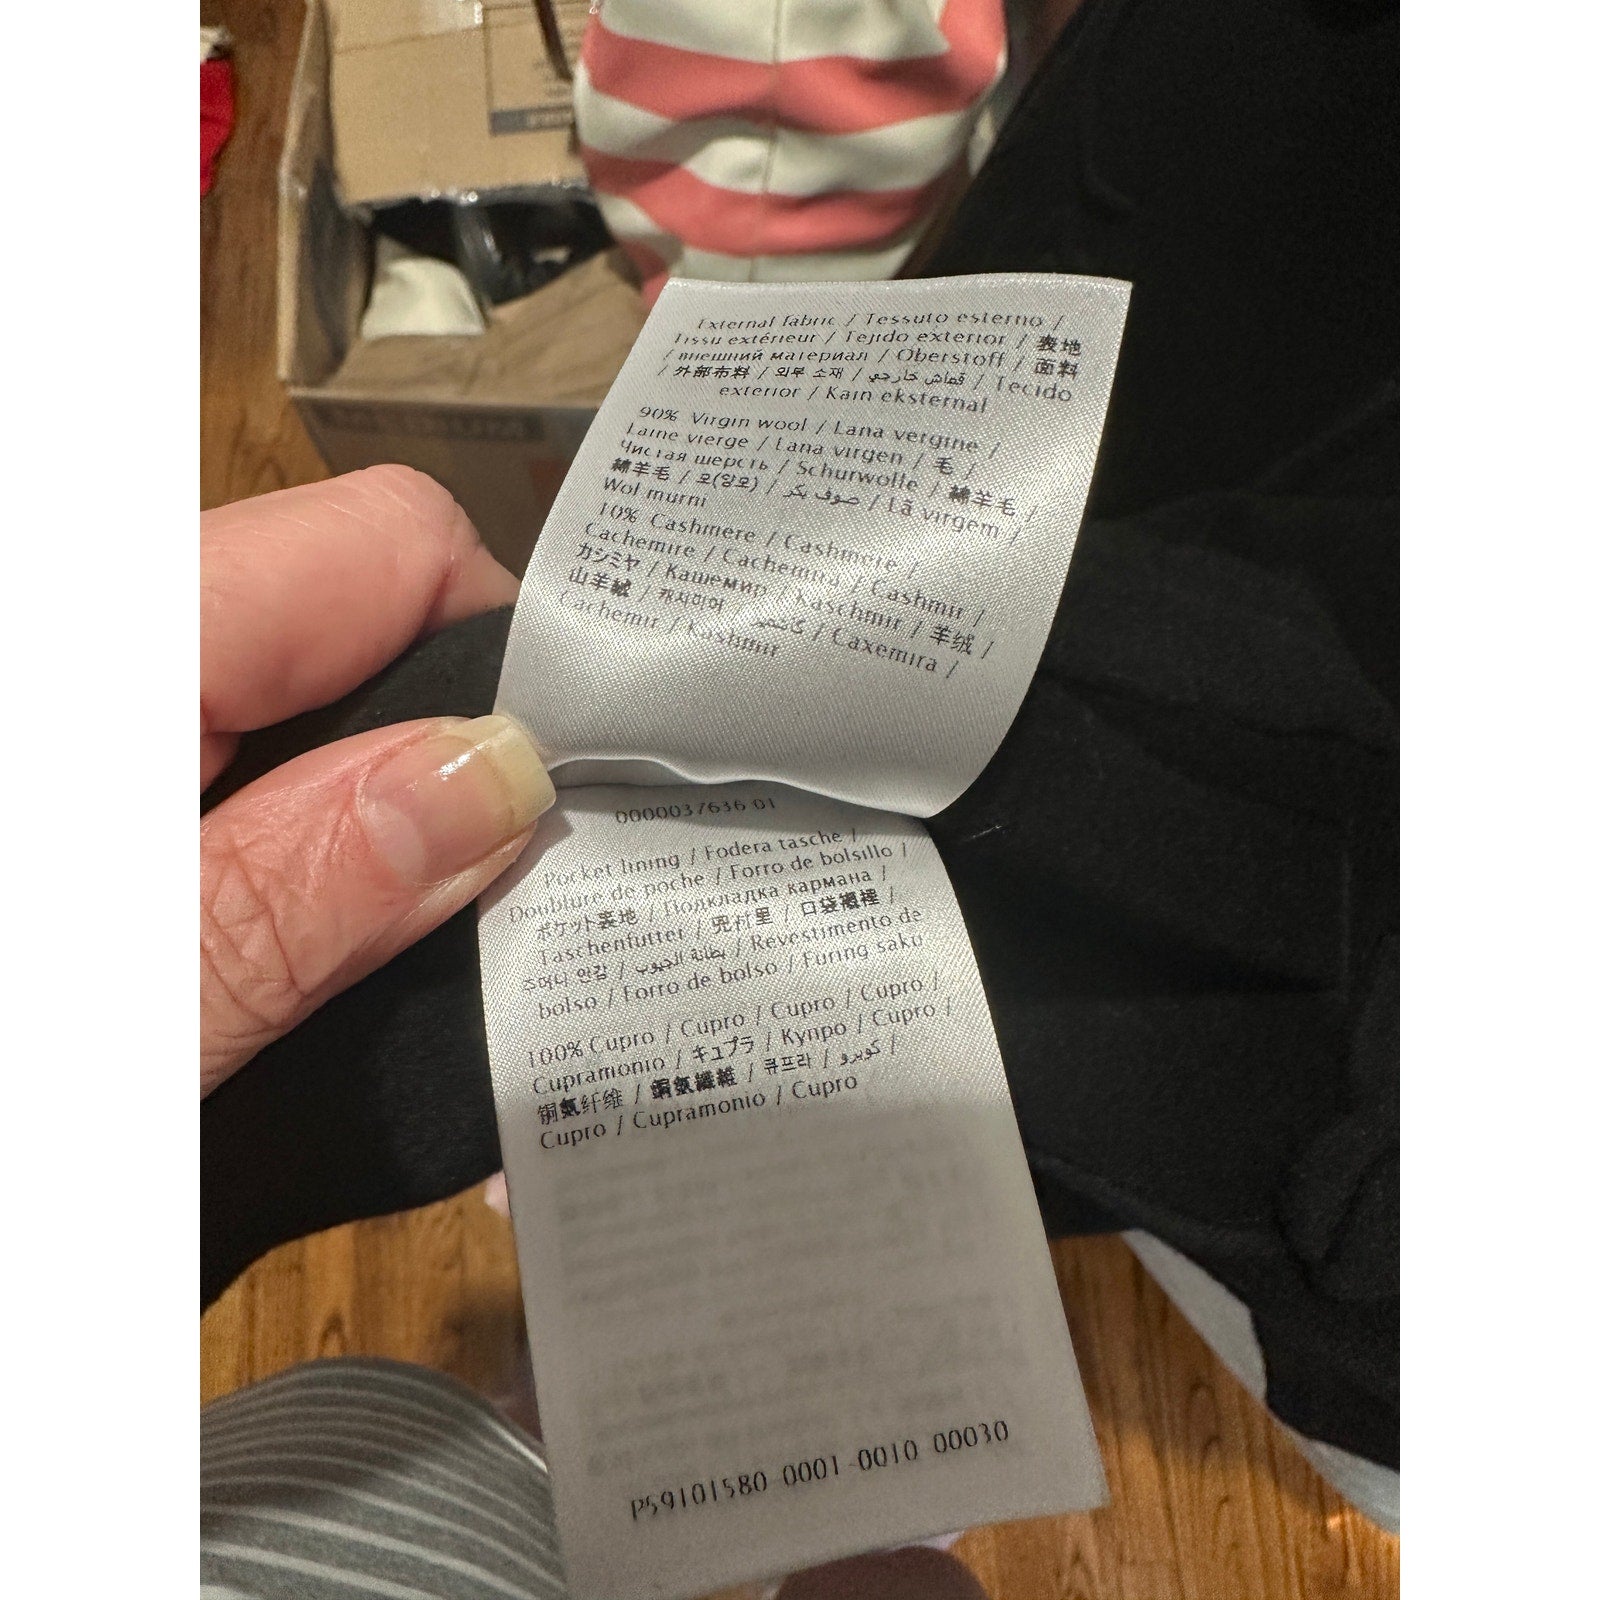 External fabric / Tessuto esterno /
Tissu extérieur / Tejido exterior / 表地
/ внешний материал / Oberstoff / 面料
/ 外部布料 / 외부 소재 / قماش خارجي / Tecido
exterior / Kain eksternal
90% Virgin wool / Lana vergine /
Laine vierge / Lana virgen / 毛 /
Чистая шерсть / Schurwolle / 綿羊毛 /
綿羊毛 / 모(양모) / صوف بكر / Lã virgem /
Wol murni
10% Cashmere / Cashmere /
Cachemire / Cachemira / Cashmir /
カシミヤ / Кашемир / Kaschmir / 羊绒 /
山羊絨 / 캐시미어 / كاشمير / Caxemira /
Cachemir / Kashmir
0000037636 01
Pocket lining / Fodera tasche /
Doublure de poche / Forro de bolsillo /
ポケット表地 / Подкладка кармана /
Taschenfutter / 兜衬里 / 口袋襯裡 /
주머니 안감 / بطانة الجيوب / Revestimento de
bolso / Forro de bolso / Furing saku
100% Cupro / Cupro / Cupro / Cupro /
Cupramonio / キュプラ / Купро / Cupro /
铜氨纤维 / 銅氨纖維 / 큐프라 / كوبرو /
Cupro / Cupramonio / Cupro
P59101580 0001 0010 00030